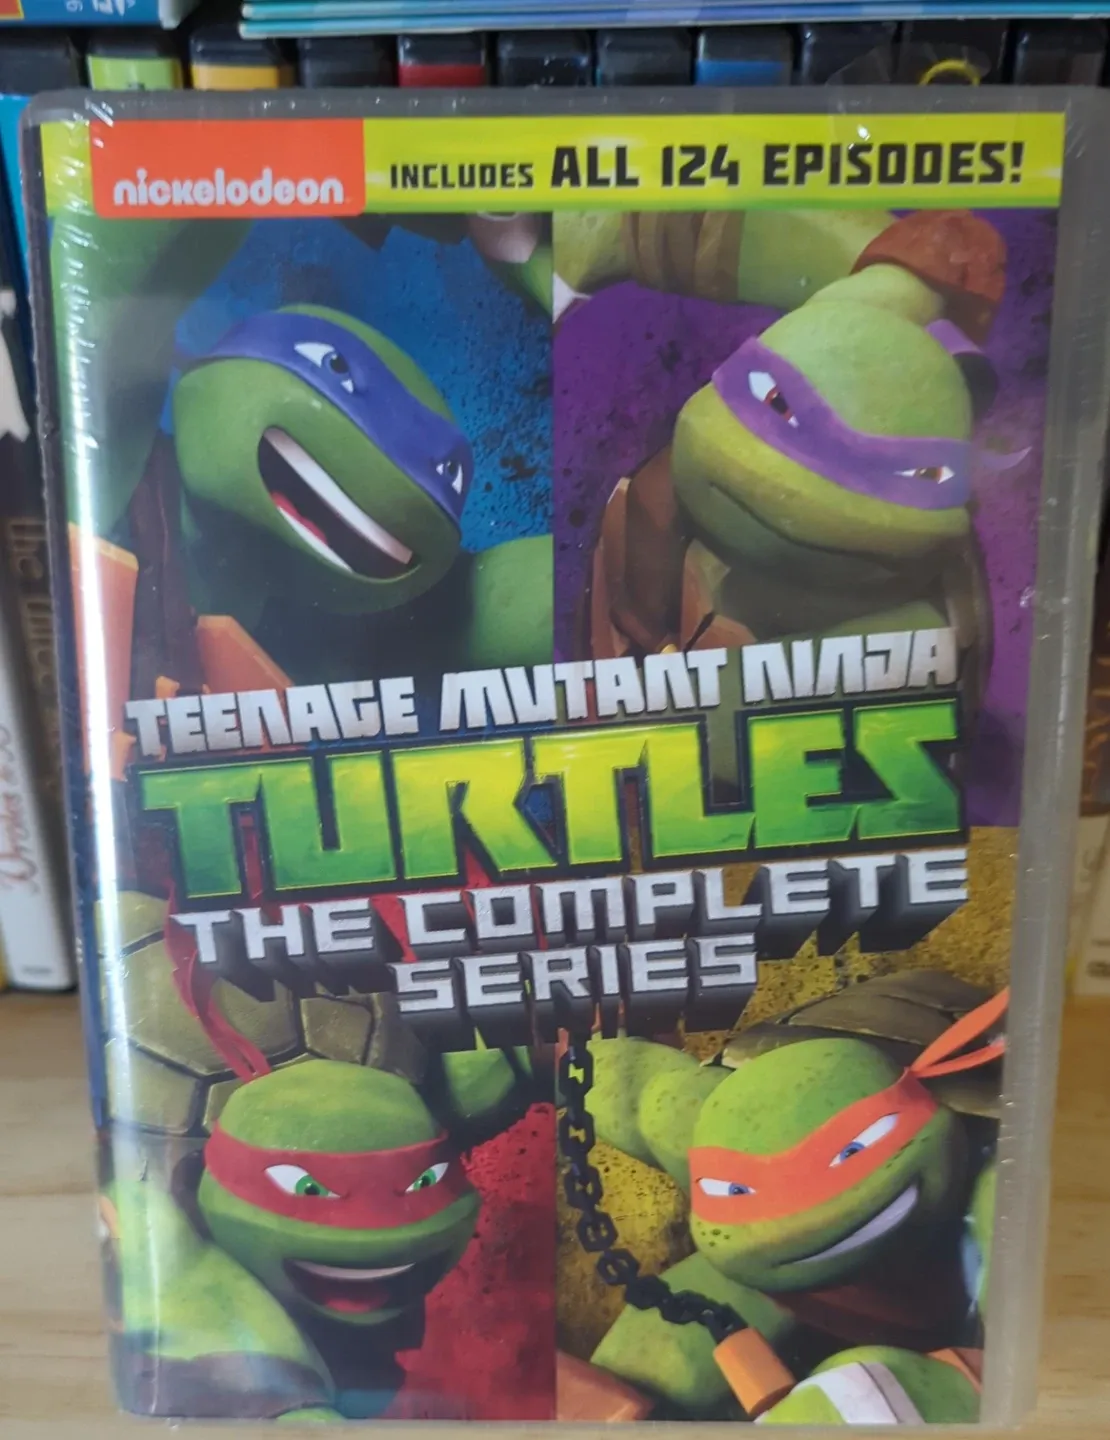 nickelodeon
INCLUDES ALL 124 EPISODES!
TEENAGE MUTANT NINJA
TURTLES
THE COMPLETE
SERIES